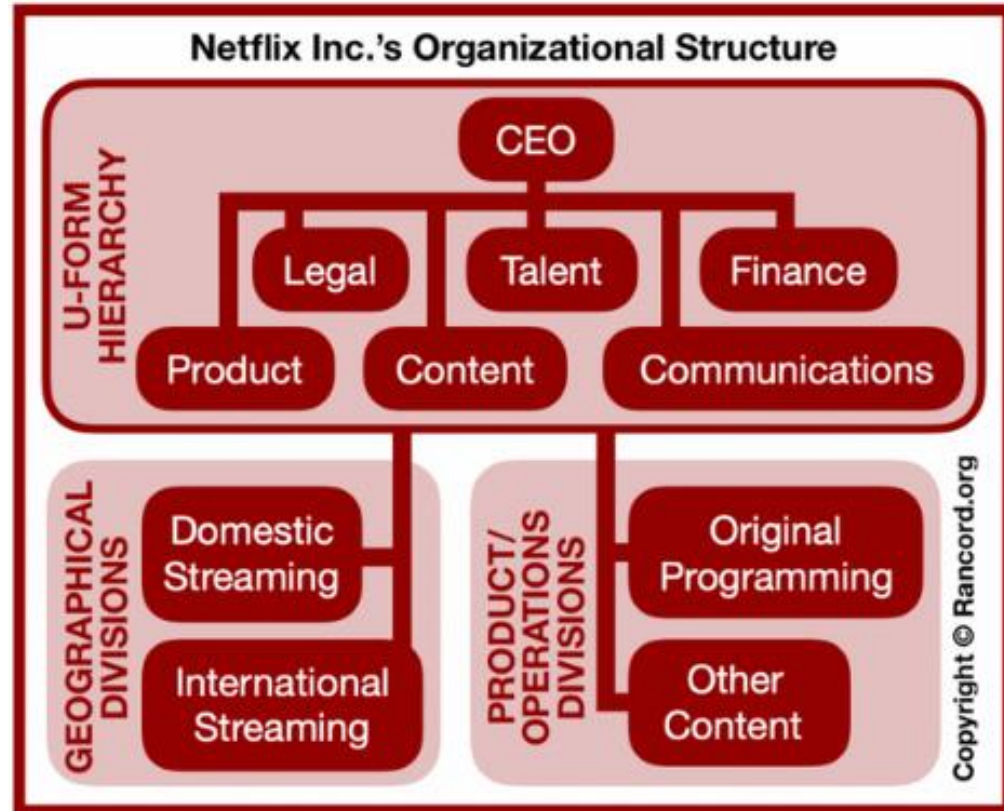 Netflix Inc.'s Organizational Structure
U-FORM
HIERARCHY
CEO
Legal
Talent
Finance
Product
Content
Communications
GEOGRAPHICAL
DIVISIONS
Domestic
Streaming
International
Streaming
PRODUCT/
OPERATIONS
DIVISIONS
Original
Programming
Other
Content
Copyright © Rancord.org